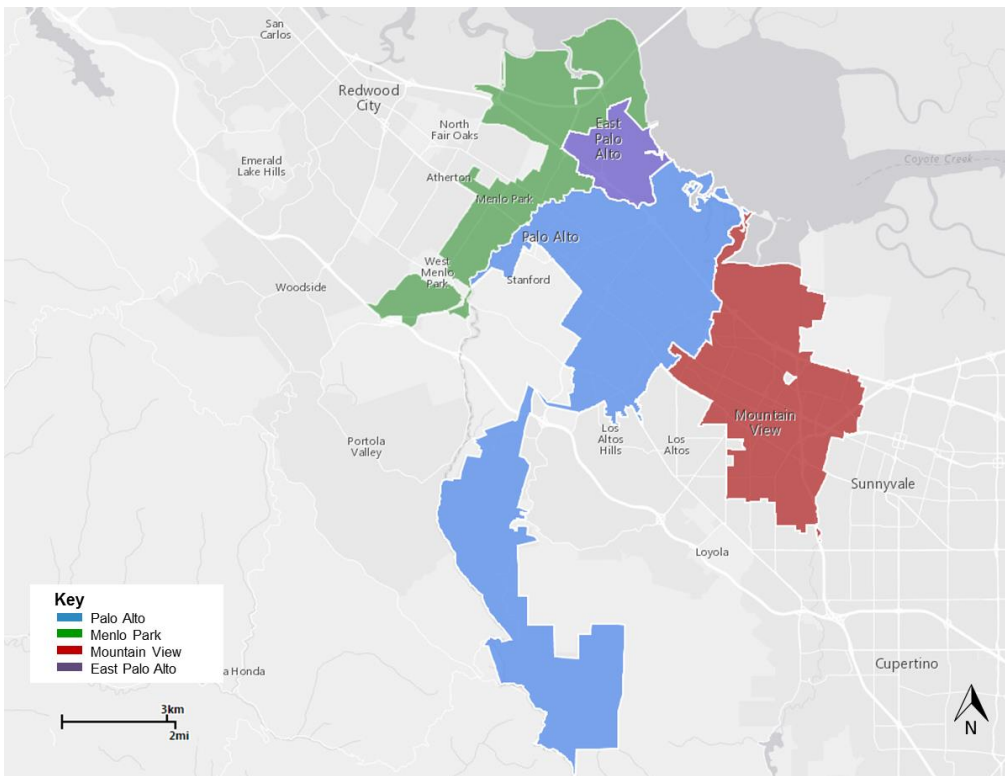 San
Carlos
Redwood
City
North
Fair Oaks
East
Palo
Alto
Emerald
Lake Hills
Coyote Creek
Atherton
Menlo Park
Palo Alto
West
Menlo
Park
Stanford
Woodside
Mountain
View
Los
Altos
Hills
Los
Altos
Portola
Valley
Sunnyvale
Loyola
Key
Palo Alto
Menlo Park
Mountain View
East Palo Alto
a Honda
Cupertino
3km
2mi
N